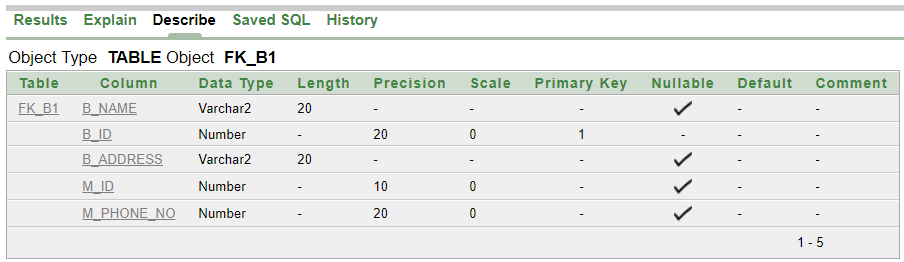 Results Explain Describe Saved SQL History
Object Type TABLE Object FK_B1
Table Column Data Type Length Precision Scale Primary Key Nullable Default Comment
FK_B1 B_NAME Varchar2 20 - - - ✓ - -
B_ID Number - 20 0 1 - - -
B_ADDRESS Varchar2 20 - - - ✓ - -
M_ID Number - 10 0 - ✓ - -
M_PHONE_NO Number - 20 0 - ✓ - -
1 - 5